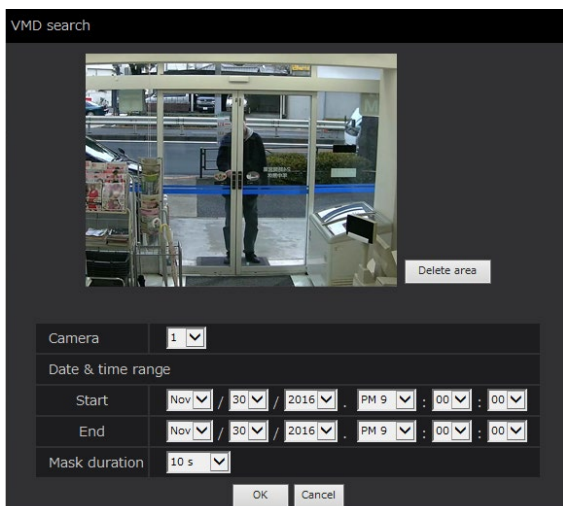 VMD search
Delete area
Camera 1
Date & time range
Start Nov / 30 / 2016 . PM 9 : 00 : 00
End Nov / 30 / 2016 . PM 9 : 00 : 00
Mask duration 10 s
OK Cancel